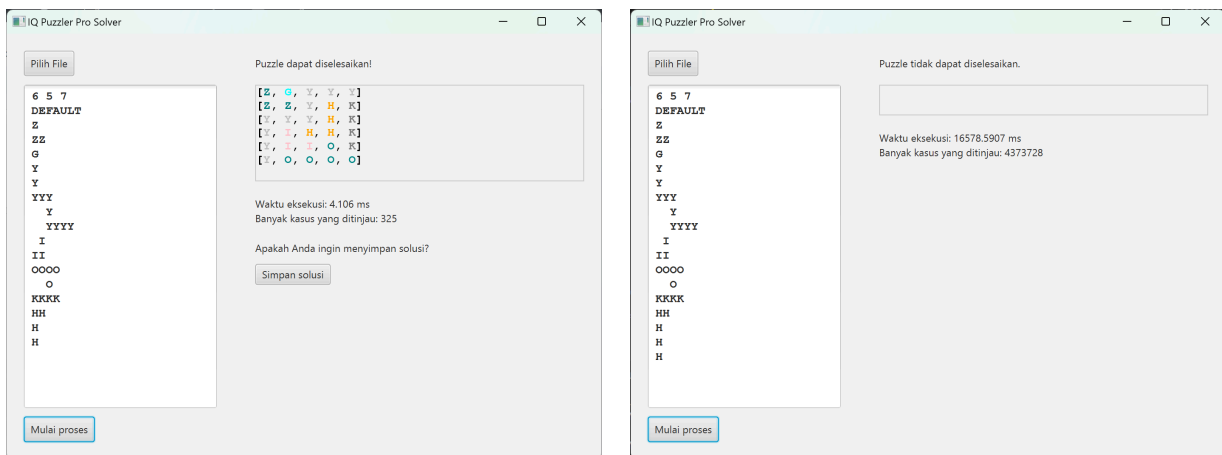 IQ Puzzler Pro Solver
Pilih File
6 5 7
DEFAULT
Z
ZZ
G
Y
Y
YYY
  Y
  YYYY
 I
II
OOOO
  O
KKKK
HH
H
H
Mulai proses
Puzzle dapat diselesaikan!
[Z, G, Y, Y, Y]
[Z, Z, Y, H, K]
[Y, Y, Y, H, K]
[Y, I, H, H, K]
[Y, I, I, O, K]
[Y, O, O, O, O]
Waktu eksekusi: 4.106 ms
Banyak kasus yang ditinjau: 325
Apakah Anda ingin menyimpan solusi?
Simpan solusi
IQ Puzzler Pro Solver
Pilih File
6 5 7
DEFAULT
Z
ZZ
G
Y
Y
YYY
  Y
  YYYY
 I
II
OOOO
  O
KKKK
HH
H
H
H
Mulai proses
Puzzle tidak dapat diselesaikan.
Waktu eksekusi: 16578.5907 ms
Banyak kasus yang ditinjau: 4373728